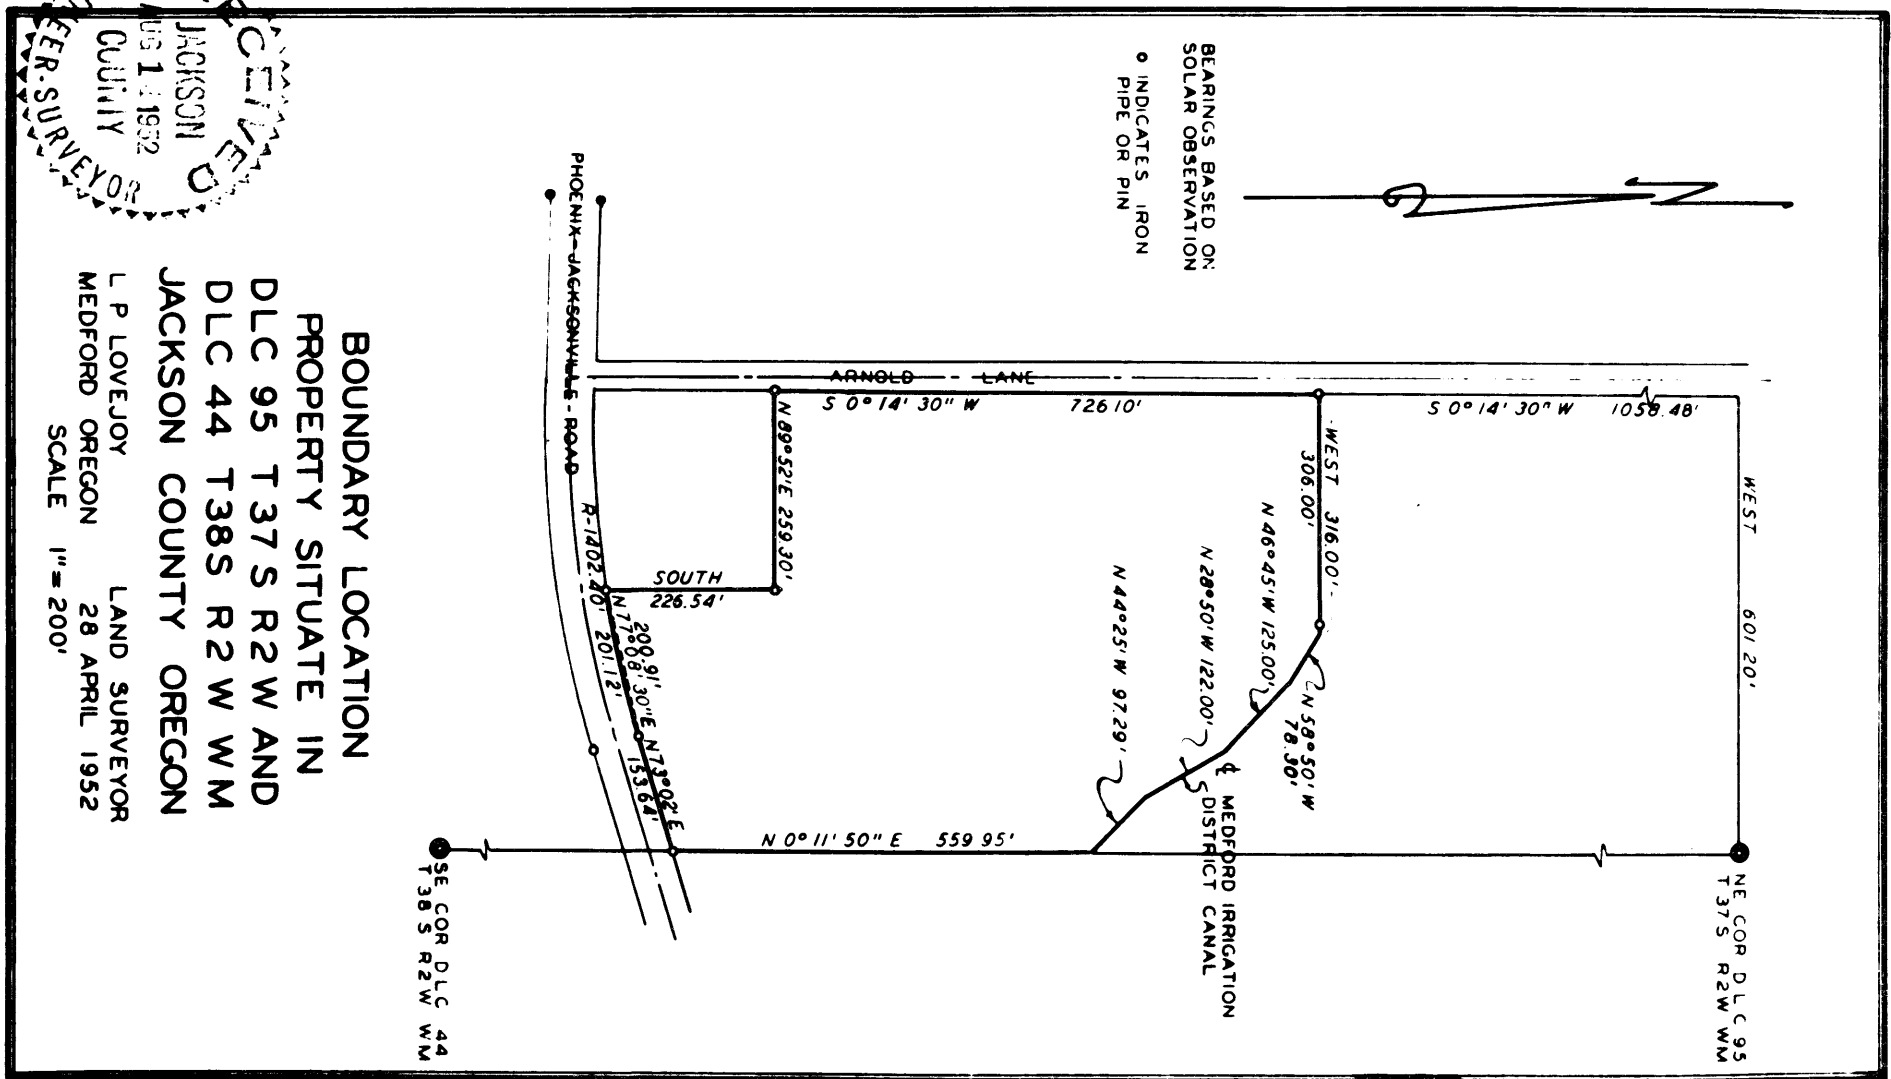 BEARINGS BASED ON
SOLAR OBSERVATION
INDICATES IRON
PIPE OR PIN
WEST 601 20'
NE COR DLC 95
T 37 S R2W WM
S 0° 14' 30" W 1058.48'
WEST 316.00'
306.00'
N 58° 50' W
78.30'
N 46° 45' W 125.00'
N 28° 50' W 122.00'
N 44° 25' W 97.29'
℄ MEDFORD IRRIGATION
DISTRICT CANAL
ARNOLD LANE
S 0° 14' 30" W 726 10'
N 89° 52' E 259.30'
SOUTH
226.54'
PHOENIX-JACKSONVILLE-ROAD
R-1402.40'
200.91'
N 77° 08' 30" E
201.12'
N 73° 02' E
153.64'
N 0° 11' 50" E 559 95'
SE COR DLC 44
T 38 S R2W WM
BOUNDARY LOCATION
PROPERTY SITUATE IN
DLC 95 T 37 S R2 W AND
DLC 44 T38S R2 W W M
JACKSON COUNTY OREGON
L P LOVEJOY LAND SURVEYOR
MEDFORD OREGON 28 APRIL 1952
SCALE 1"=200'
JACKSON
COUNTY
SURVEYOR